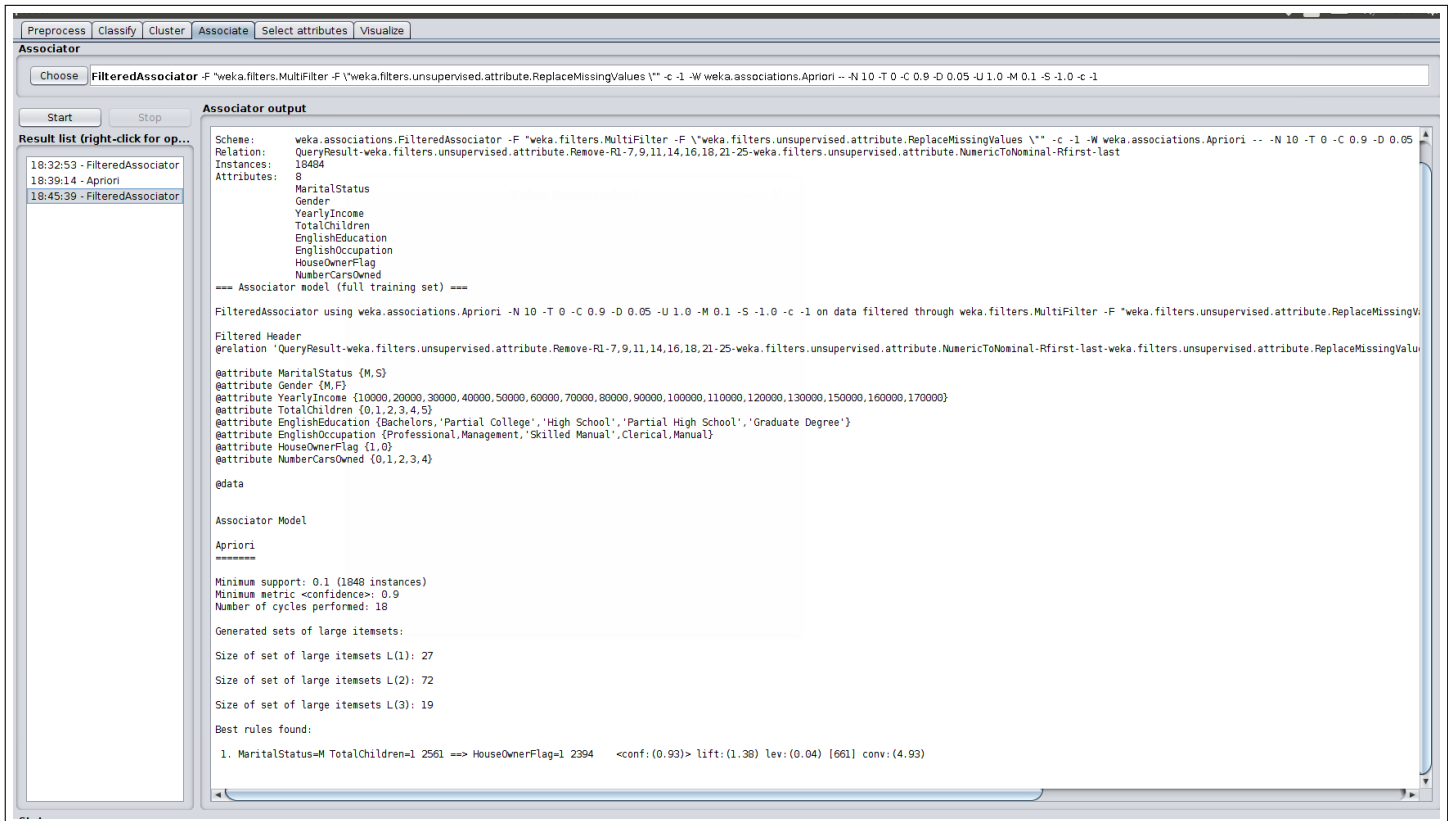 Preprocess Classify Cluster Associate Select attributes Visualize
Associator
Choose FilteredAssociator -F "weka.filters.MultiFilter -F \"weka.filters.unsupervised.attribute.ReplaceMissingValues \"" -c -1 -W weka.associations.Apriori -- -N 10 -T 0 -C 0.9 -D 0.05 -U 1.0 -M 0.1 -S -1.0 -c -1
Start Stop
Associator output
Result list (right-click for op...
18:32:53 - FilteredAssociator
18:39:14 - Apriori
18:45:39 - FilteredAssociator
Scheme: weka.associations.FilteredAssociator -F "weka.filters.MultiFilter -F \"weka.filters.unsupervised.attribute.ReplaceMissingValues \"" -c -1 -W weka.associations.Apriori -- -N 10 -T 0 -C 0.9 -D 0.05
Relation: QueryResult-weka.filters.unsupervised.attribute.Remove-R1-7,9,11,14,16,18,21-25-weka.filters.unsupervised.attribute.NumericToNominal-Rfirst-last
Instances: 18484
Attributes: 8
MaritalStatus
Gender
YearlyIncome
TotalChildren
EnglishEducation
EnglishOccupation
HouseOwnerFlag
NumberCarsOwned
=== Associator model (full training set) ===
FilteredAssociator using weka.associations.Apriori -N 10 -T 0 -C 0.9 -D 0.05 -U 1.0 -M 0.1 -S -1.0 -c -1 on data filtered through weka.filters.MultiFilter -F "weka.filters.unsupervised.attribute.ReplaceMissingV
Filtered Header
@relation 'QueryResult-weka.filters.unsupervised.attribute.Remove-R1-7,9,11,14,16,18,21-25-weka.filters.unsupervised.attribute.NumericToNominal-Rfirst-last-weka.filters.unsupervised.attribute.ReplaceMissingValu
@attribute MaritalStatus {M,S}
@attribute Gender {M,F}
@attribute YearlyIncome {10000,20000,30000,40000,50000,60000,70000,80000,90000,100000,110000,120000,130000,150000,160000,170000}
@attribute TotalChildren {0,1,2,3,4,5}
@attribute EnglishEducation {Bachelors,'Partial College','High School','Partial High School','Graduate Degree'}
@attribute EnglishOccupation {Professional,Management,'Skilled Manual',Clerical,Manual}
@attribute HouseOwnerFlag {1,0}
@attribute NumberCarsOwned {0,1,2,3,4}
@data
Associator Model
Apriori
=======
Minimum support: 0.1 (1848 instances)
Minimum metric <confidence>: 0.9
Number of cycles performed: 18
Generated sets of large itemsets:
Size of set of large itemsets L(1): 27
Size of set of large itemsets L(2): 72
Size of set of large itemsets L(3): 19
Best rules found:
1. MaritalStatus=M TotalChildren=1 2561 ==> HouseOwnerFlag=1 2394 <conf:(0.93)> lift:(1.38) lev:(0.04) [661] conv:(4.93)